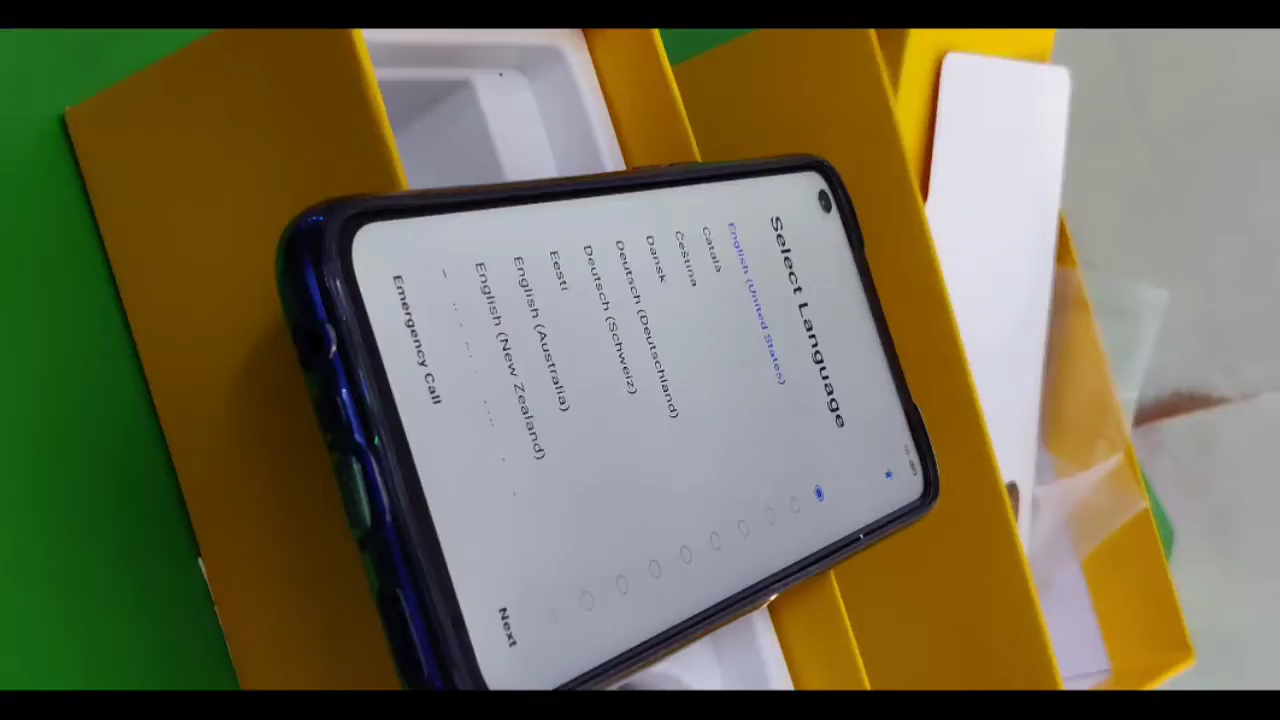 Select Language
English (United States)
Català
Čeština
Dansk
Deutsch (Deutschland)
Deutsch (Schweiz)
Eesti
English (Australia)
English (New Zealand)
Emergency Call
Next